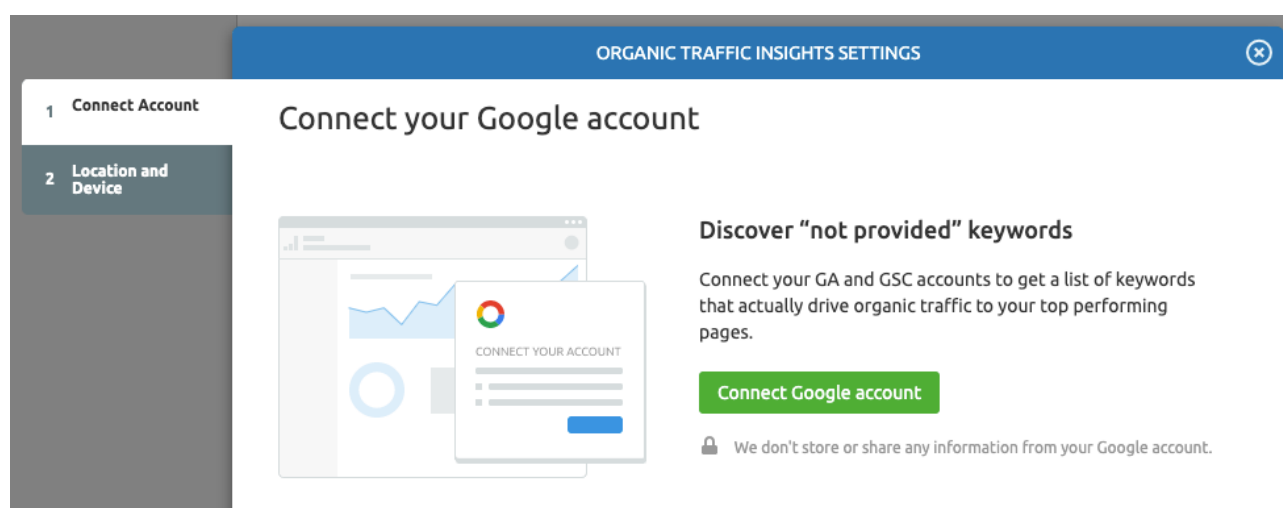 ORGANIC TRAFFIC INSIGHTS SETTINGS
1 Connect Account
2 Location and
Device
Connect your Google account
CONNECT YOUR ACCOUNT
Discover “not provided” keywords
Connect your GA and GSC accounts to get a list of keywords
that actually drive organic traffic to your top performing
pages.
Connect Google account
We don't store or share any information from your Google account.